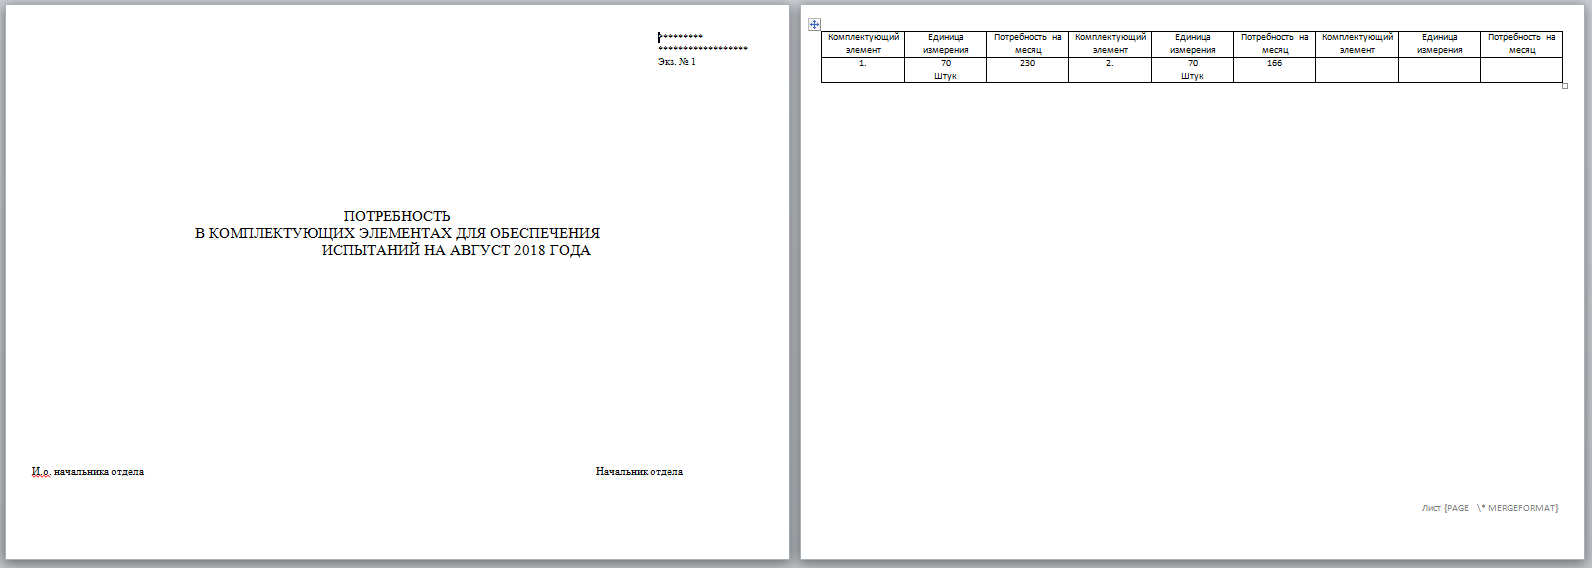 *********
******************
Экз. № 1
ПОТРЕБНОСТЬ
В КОМПЛЕКТУЮЩИХ ЭЛЕМЕНТАХ ДЛЯ ОБЕСПЕЧЕНИЯ
ИСПЫТАНИЙ НА АВГУСТ 2018 ГОДА
И.о. начальника отдела Начальник отдела
Комплектующий элемент Единица измерения Потребность на месяц Комплектующий элемент Единица измерения Потребность на месяц Комплектующий элемент Единица измерения Потребность на месяц
1. 70 Штук 230 2. 70 Штук 166
Лист {PAGE \* MERGEFORMAT}